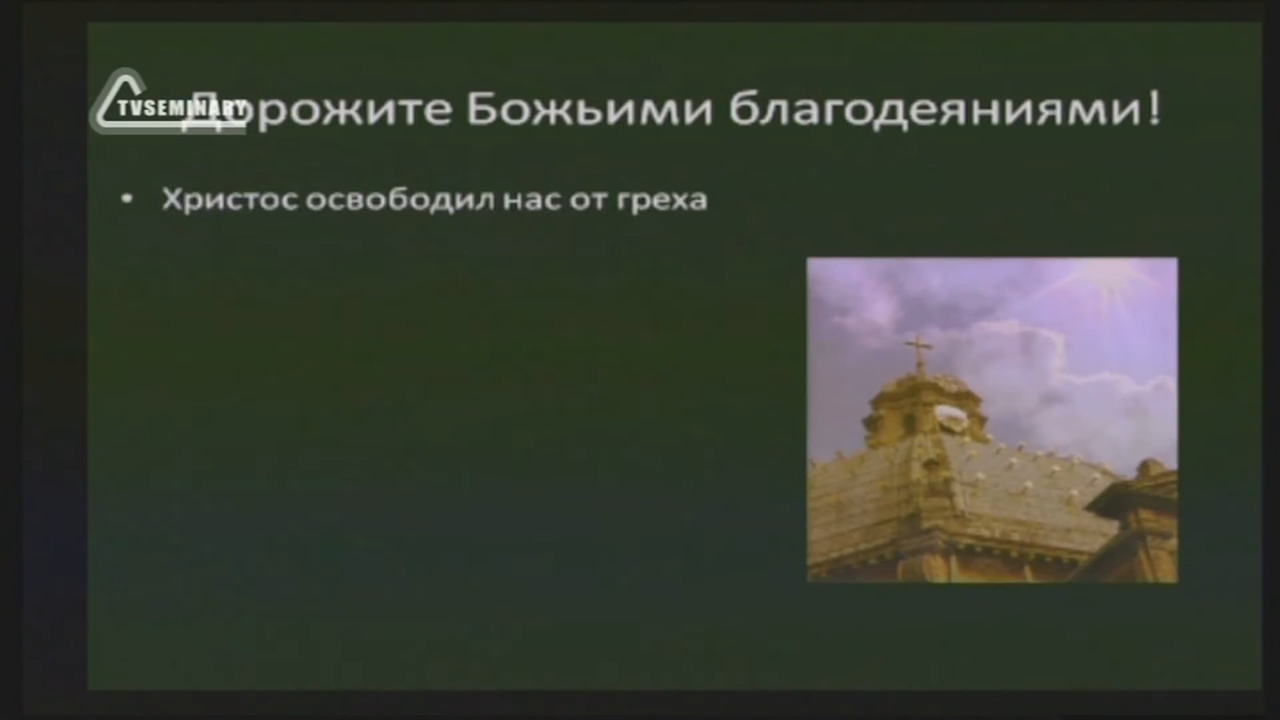 TVSEMINARY
Дорожите Божьими благодеяниями!
• Христос освободил нас от греха